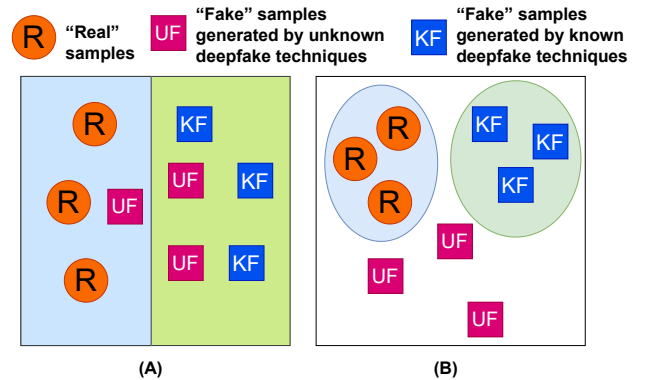 R
“Real”
samples
UF
“Fake” samples
generated by unknown
deepfake techniques
KF
“Fake” samples
generated by known
deepfake techniques
R
KF
UF
KF
R
UF
UF
KF
R
(A)
R
KF
KF
R
KF
R
UF
UF
UF
(B)